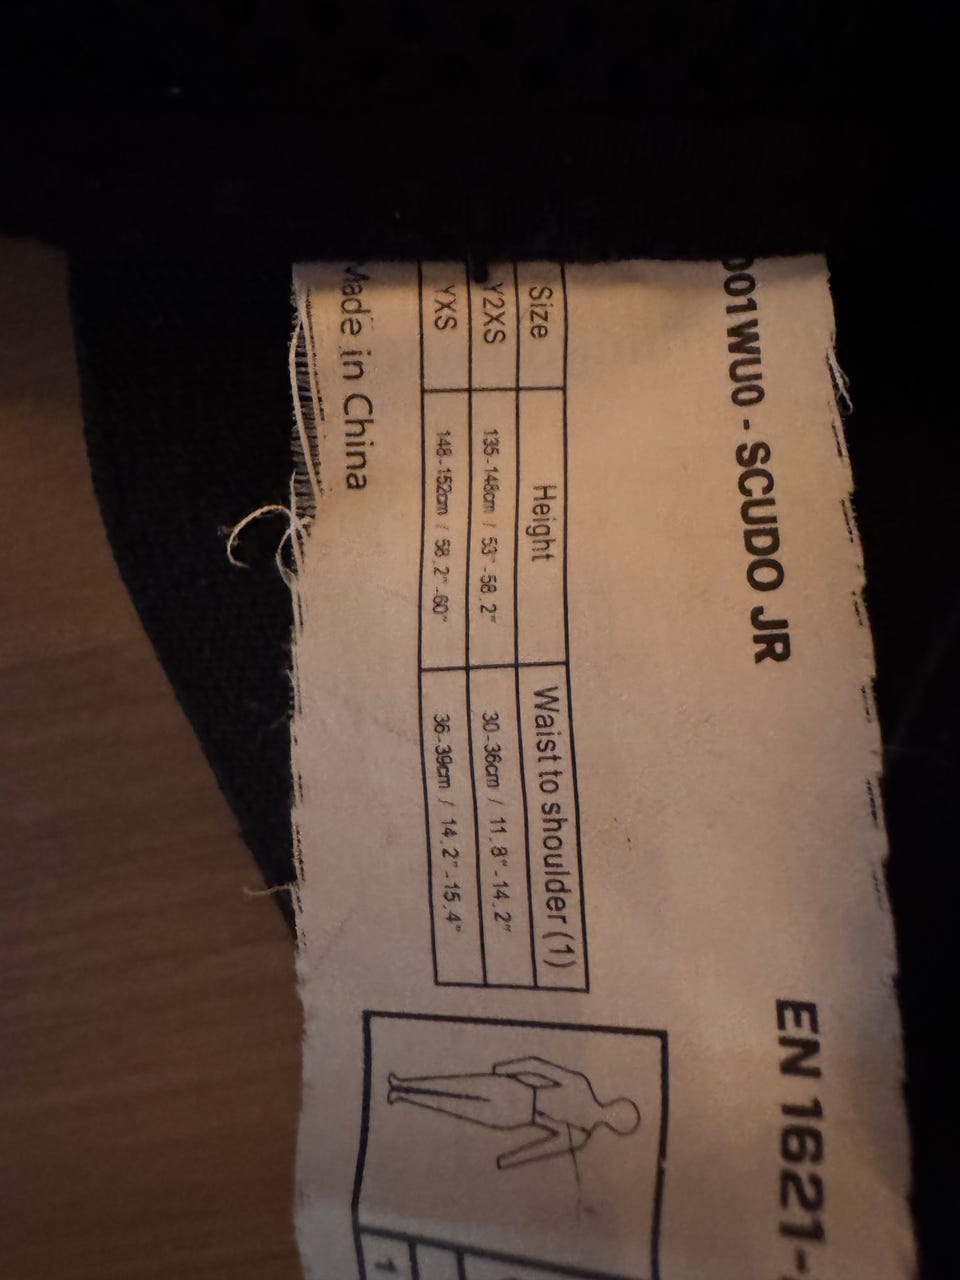 001WU0 - SCUDO JR
EN 1621-
Size Height Waist to shoulder (1)
Y2XS 135-148cm / 53"-58.2" 30-36cm / 11.8"-14.2"
YXS 148-152cm / 58.2"-60" 36-39cm / 14.2"-15.4"
Made in China
1